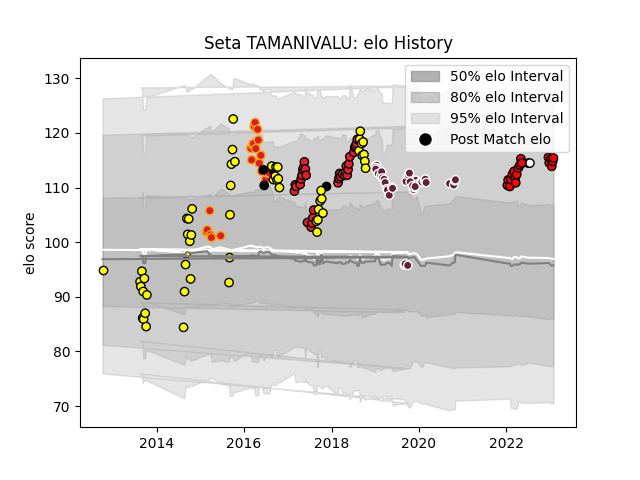 Seta TAMANIVALU: elo History
50% elo Interval
80% elo Interval
95% elo Interval
Post Match elo
elo score
130
120
110
100
90
80
70
2014
2016
2018
2020
2022